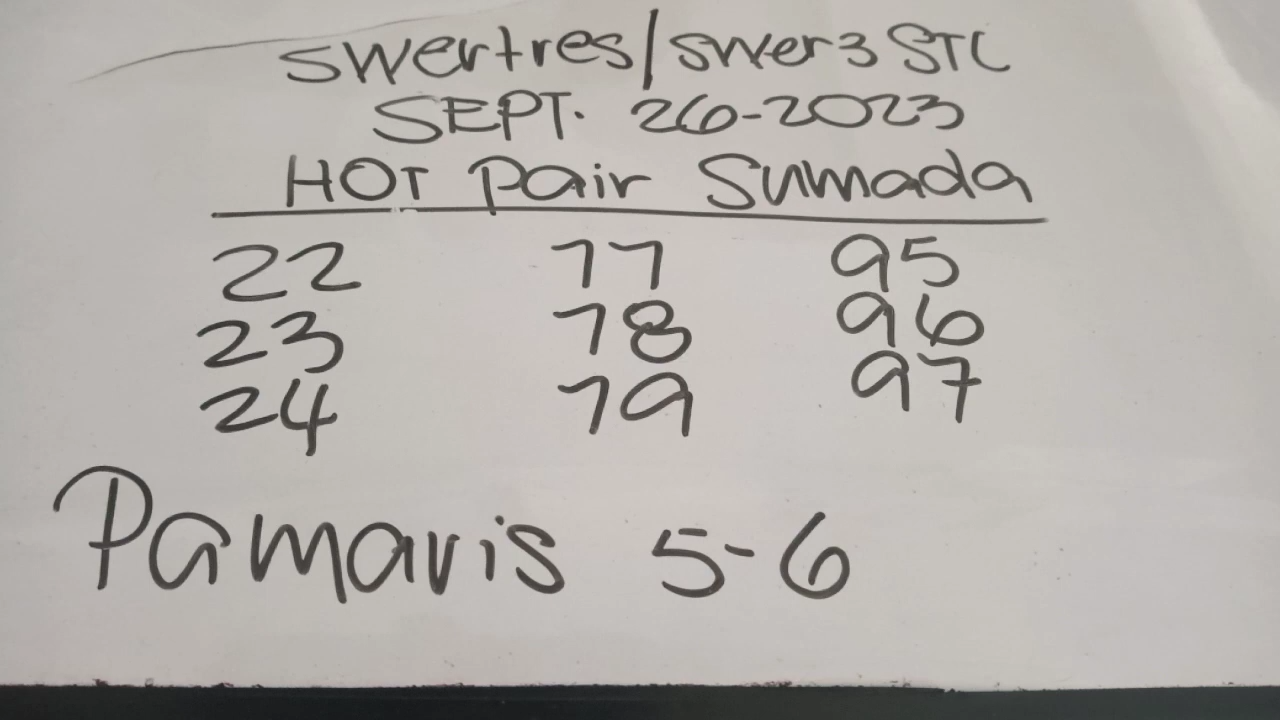 swertres/swer3 STL
SEPT. 26-2023
HOT Pair Sumada
22 77 95
23 78 96
24 79 97
Pamaris 5-6